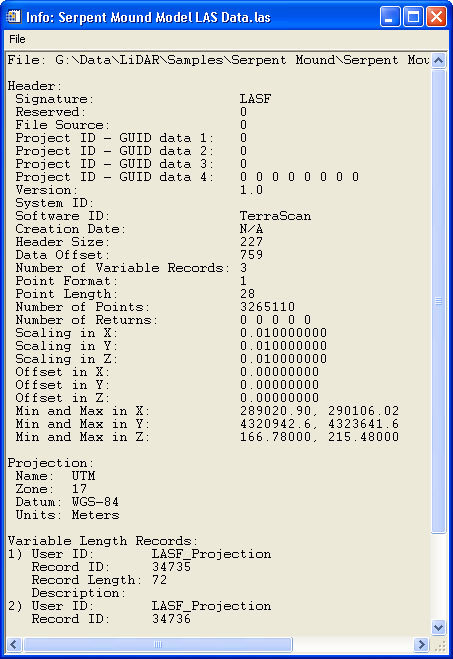 Info: Serpent Mound Model LAS Data.las
File
File: G:\Data\LiDAR\Samples\Serpent Mound\Serpent Mou
Header:
Signature: LASF
Reserved: 0
File Source: 0
Project ID - GUID data 1: 0
Project ID - GUID data 2: 0
Project ID - GUID data 3: 0
Project ID - GUID data 4: 0 0 0 0 0 0 0 0
Version: 1.0
System ID:
Software ID: TerraScan
Creation Date: N/A
Header Size: 227
Data Offset: 759
Number of Variable Records: 3
Point Format: 1
Point Length: 28
Number of Points: 3265110
Number of Returns: 0 0 0 0 0
Scaling in X: 0.010000000
Scaling in Y: 0.010000000
Scaling in Z: 0.010000000
Offset in X: 0.00000000
Offset in Y: 0.00000000
Offset in Z: 0.00000000
Min and Max in X: 289020.90, 290106.02
Min and Max in Y: 4320942.6, 4323641.6
Min and Max in Z: 166.78000, 215.48000
Projection:
Name: UTM
Zone: 17
Datum: WGS-84
Units: Meters
Variable Length Records:
1) User ID: LASF_Projection
Record ID: 34735
Record Length: 72
Description:
2) User ID: LASF_Projection
Record ID: 34736